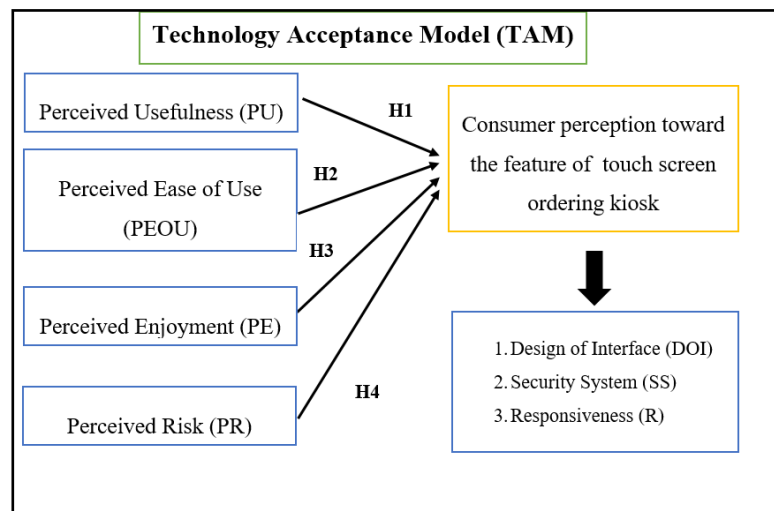 Technology Acceptance Model (TAM)
Perceived Usefulness (PU)
H1
Consumer perception toward
the feature of touch screen
ordering kiosk
Perceived Ease of Use
(PEOU)
H2
H3
Perceived Enjoyment (PE)
H4
Perceived Risk (PR)
1. Design of Interface (DOI)
2. Security System (SS)
3. Responsiveness (R)